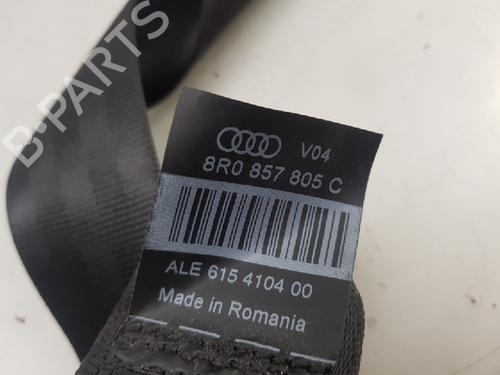 B-PARTS
V04
8R0 857 805 C
ALE 615 4104 00
Made in Romania